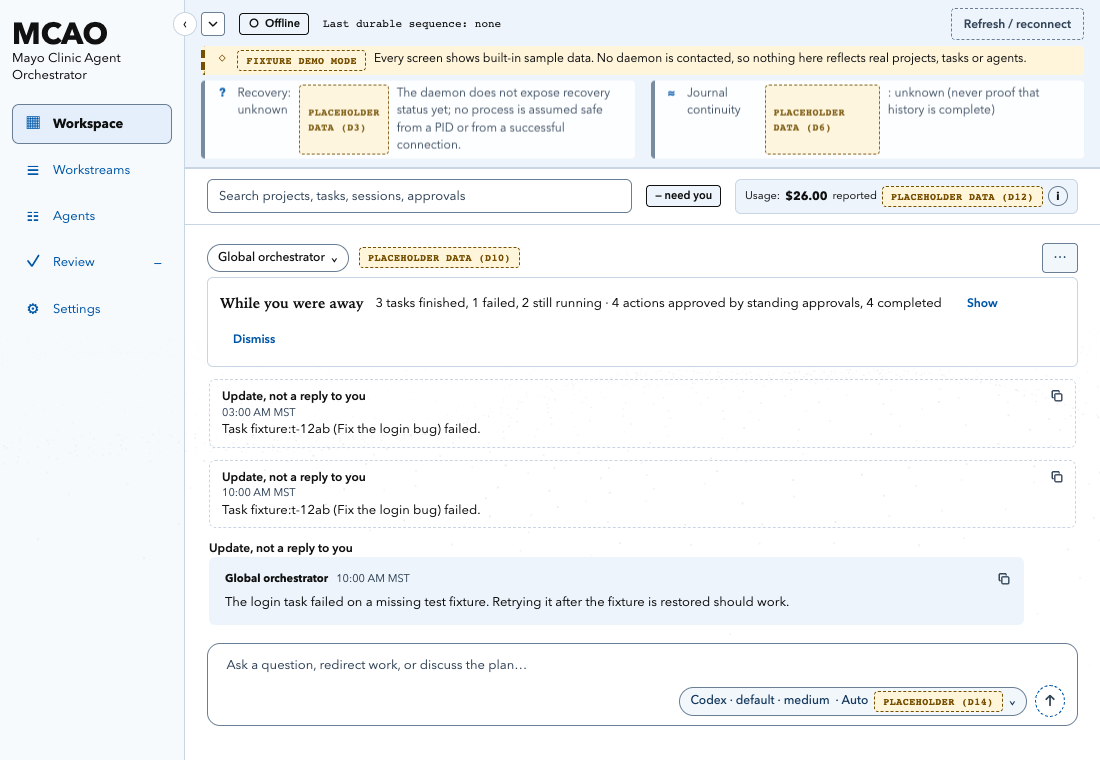 MCAO
Mayo Clinic Agent
Orchestrator
Workspace
Workstreams
Agents
Review –
Settings
Offline Last durable sequence: none Refresh / reconnect
FIXTURE DEMO MODE Every screen shows built-in sample data. No daemon is contacted, so nothing here reflects real projects, tasks or agents.
? Recovery: unknown
PLACEHOLDER DATA (D3)
The daemon does not expose recovery
status yet; no process is assumed safe
from a PID or from a successful
connection.
≈ Journal continuity
PLACEHOLDER DATA (D6)
: unknown (never proof that
history is complete)
Search projects, tasks, sessions, approvals
– need you
Usage: $26.00 reported PLACEHOLDER DATA (D12) i
Global orchestrator PLACEHOLDER DATA (D10) ...
While you were away 3 tasks finished, 1 failed, 2 still running · 4 actions approved by standing approvals, 4 completed Show
Dismiss
Update, not a reply to you
03:00 AM MST
Task fixture:t-12ab (Fix the login bug) failed.
Update, not a reply to you
10:00 AM MST
Task fixture:t-12ab (Fix the login bug) failed.
Update, not a reply to you
Global orchestrator 10:00 AM MST
The login task failed on a missing test fixture. Retrying it after the fixture is restored should work.
Ask a question, redirect work, or discuss the plan…
Codex · default · medium · Auto PLACEHOLDER (D14)